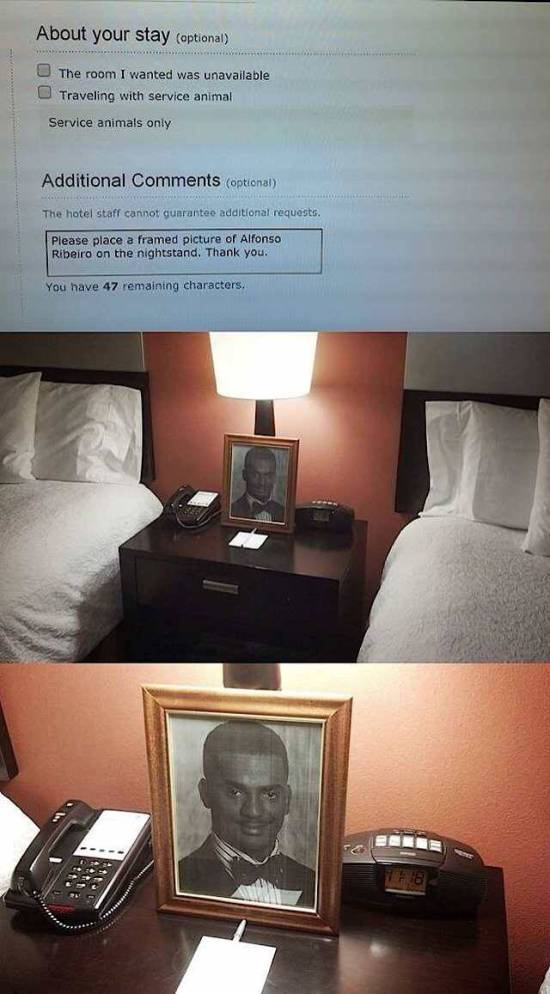 About your stay (optional)
The room I wanted was unavailable
Traveling with service animal
Service animals only
Additional Comments (optional)
The hotel staff cannot guarantee additional requests.
Please place a framed picture of Alfonso
Ribeiro on the nightstand. Thank you.
You have 47 remaining characters.